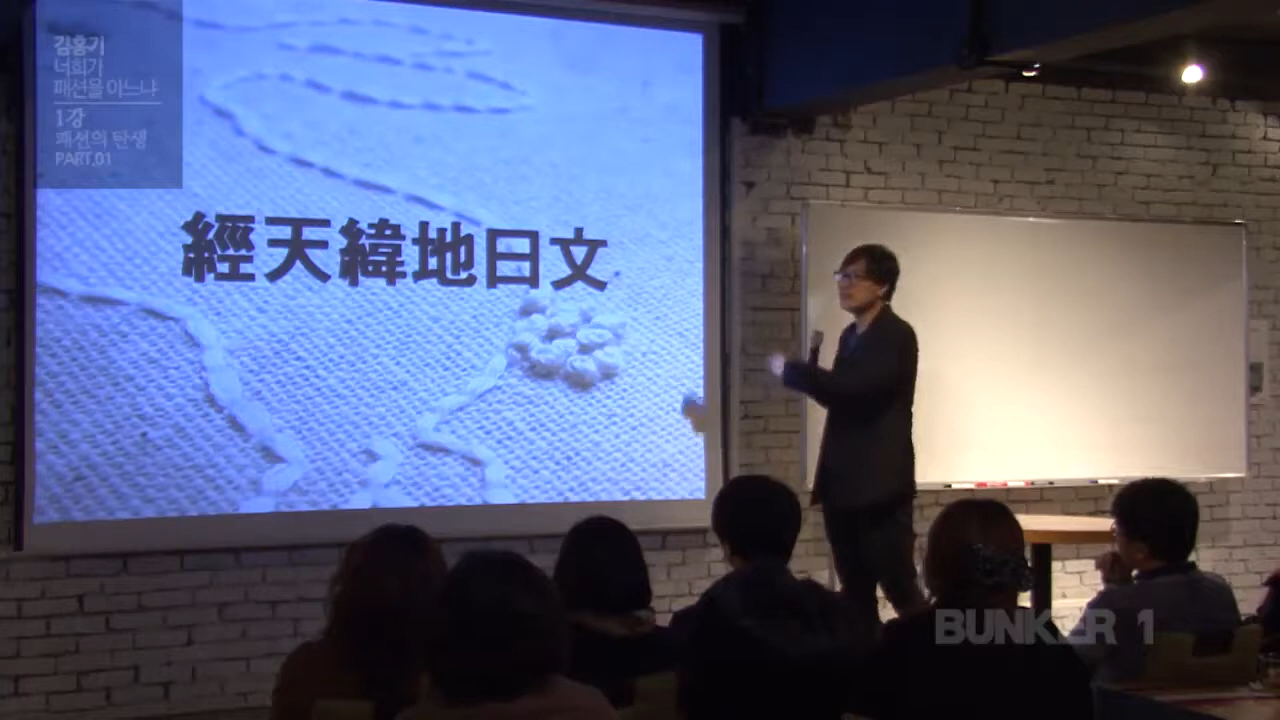 김홍기
너희가
패션을 아느냐
1강
패션의 탄생
PART.01
經天緯地曰文
BUNKER 1